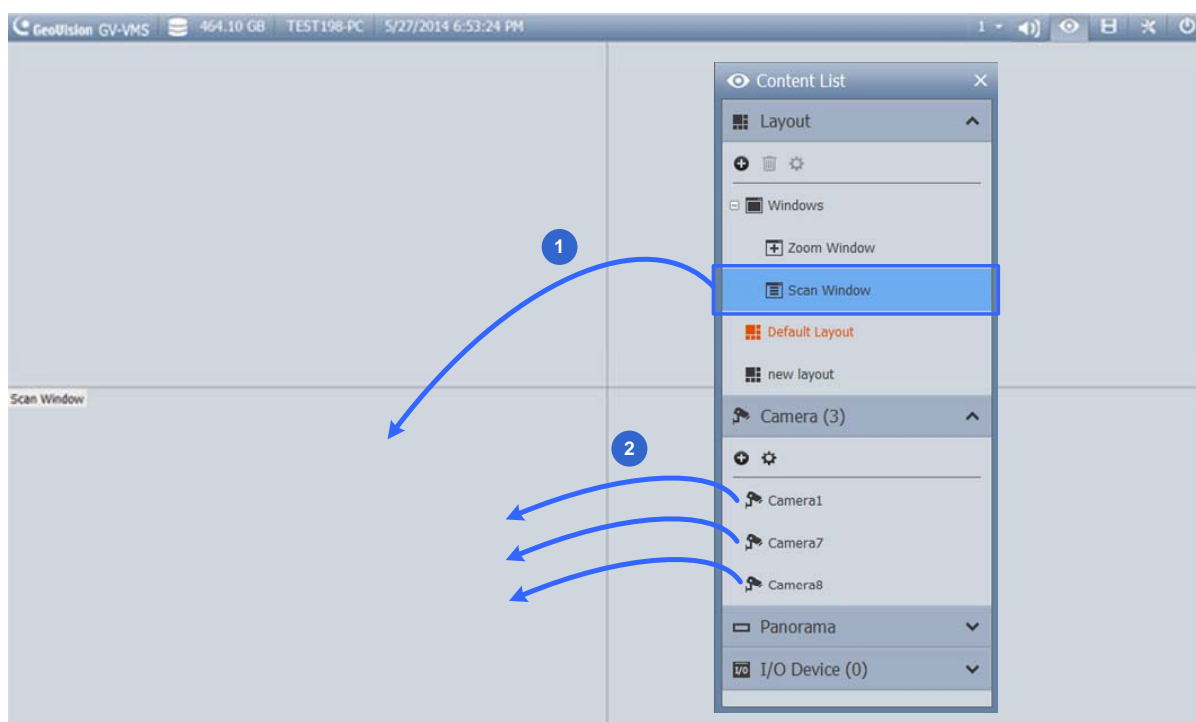 GeoVision GV-VMS 464.10 GB TEST198-PC 5/27/2014 6:53:24 PM 1
Content List
Layout
Windows
1
Zoom Window
Scan Window
Default Layout
new layout
Scan Window
Camera (3)
2
Camera1
Camera7
Camera8
Panorama
I/O I/O Device (0)